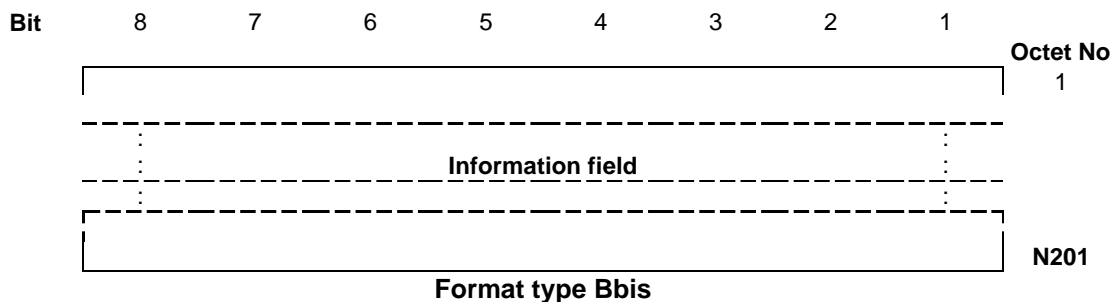 Bit 8 7 6 5 4 3 2 1
Octet No
1
: :
: :
: Information field :
: :
N201
Format type Bbis